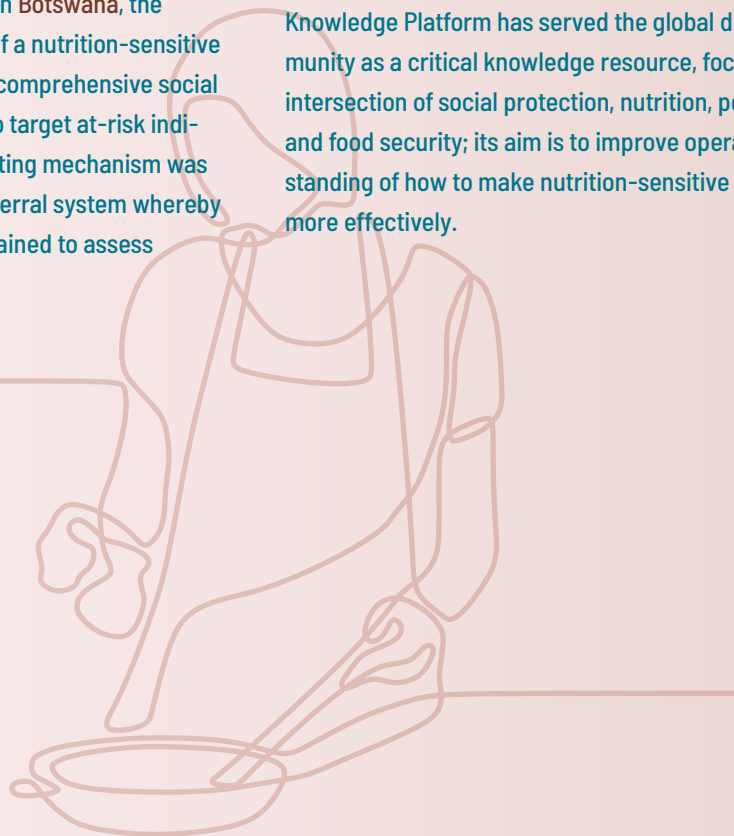 n Botswana, the
f a nutrition-sensitive
comprehensive social
o target at-risk indi-
ting mechanism was
erral system whereby
ained to assess
Knowledge Platform has served the global d
munity as a critical knowledge resource, foc
intersection of social protection, nutrition, po
and food security; its aim is to improve opera
standing of how to make nutrition-sensitive
more effectively.